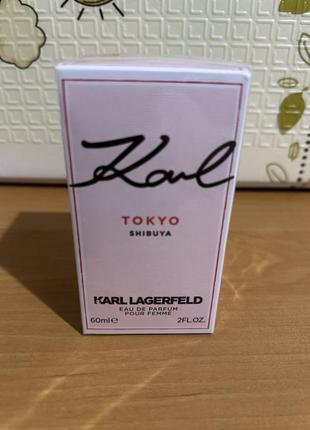 Karl
TOKYO
SHIBUYA
KARL LAGERFELD
EAU DE PARFUM
POUR FEMME
60ml℮ 2FL.OZ.